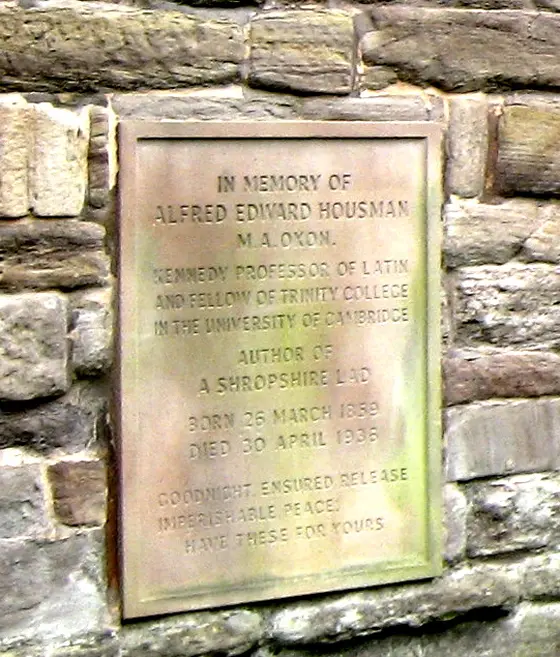 IN MEMORY OF
ALFRED EDWARD HOUSMAN
M.A. OXON.
KENNEDY PROFESSOR OF LATIN
AND FELLOW OF TRINITY COLLEGE
IN THE UNIVERSITY OF CAMBRIDGE
AUTHOR OF
A SHROPSHIRE LAD
BORN 26 MARCH 1859
DIED 30 APRIL 1936
GOODNIGHT. ENSURED RELEASE
IMPERISHABLE PEACE:
HAVE THESE FOR YOURS